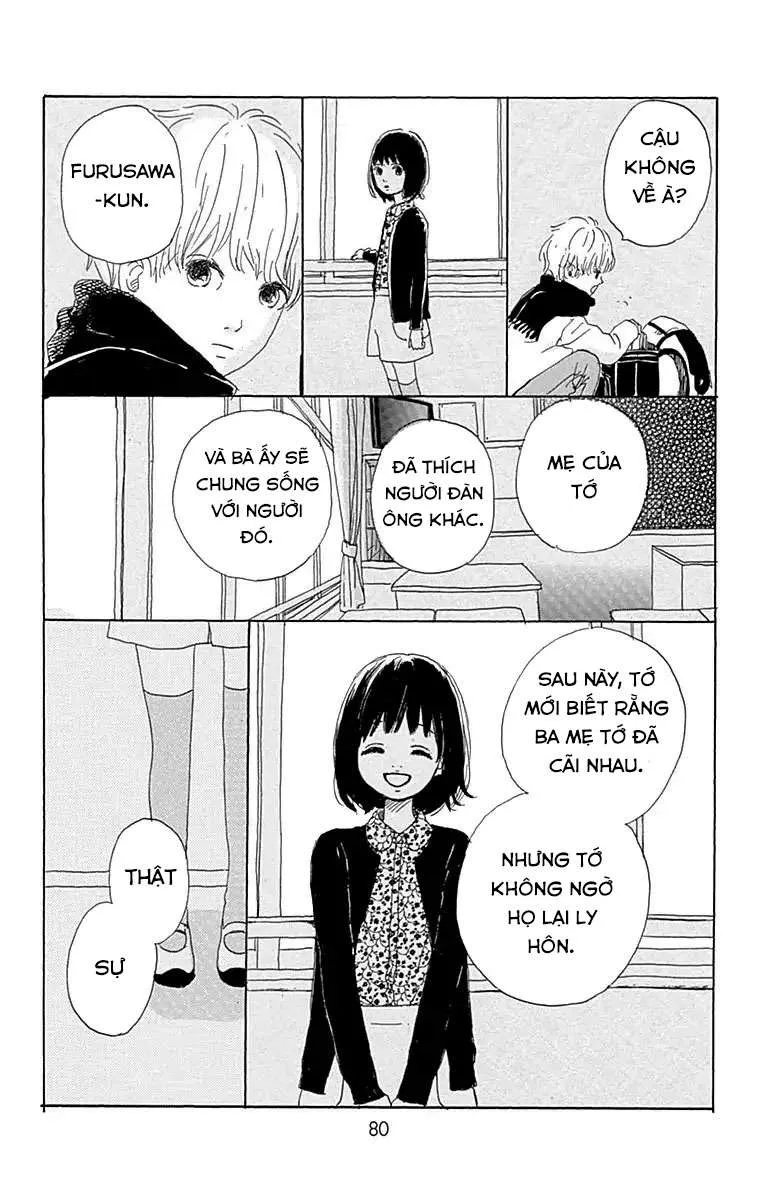 CẬU
KHÔNG
VỀ À?
FURUSAWA
-KUN.
MẸ CỦA
TỚ
ĐÃ THÍCH
NGƯỜI ĐÀN
ÔNG KHÁC.
VÀ BÀ ẤY SẼ
CHUNG SỐNG
VỚI NGƯỜI
ĐÓ.
SAU NÀY, TỚ
MỚI BIẾT RẰNG
BA MẸ TỚ ĐÃ
CÃI NHAU.
NHƯNG TỚ
KHÔNG NGỜ
HỌ LẠI LY
HÔN.
THẬT
SỰ
80